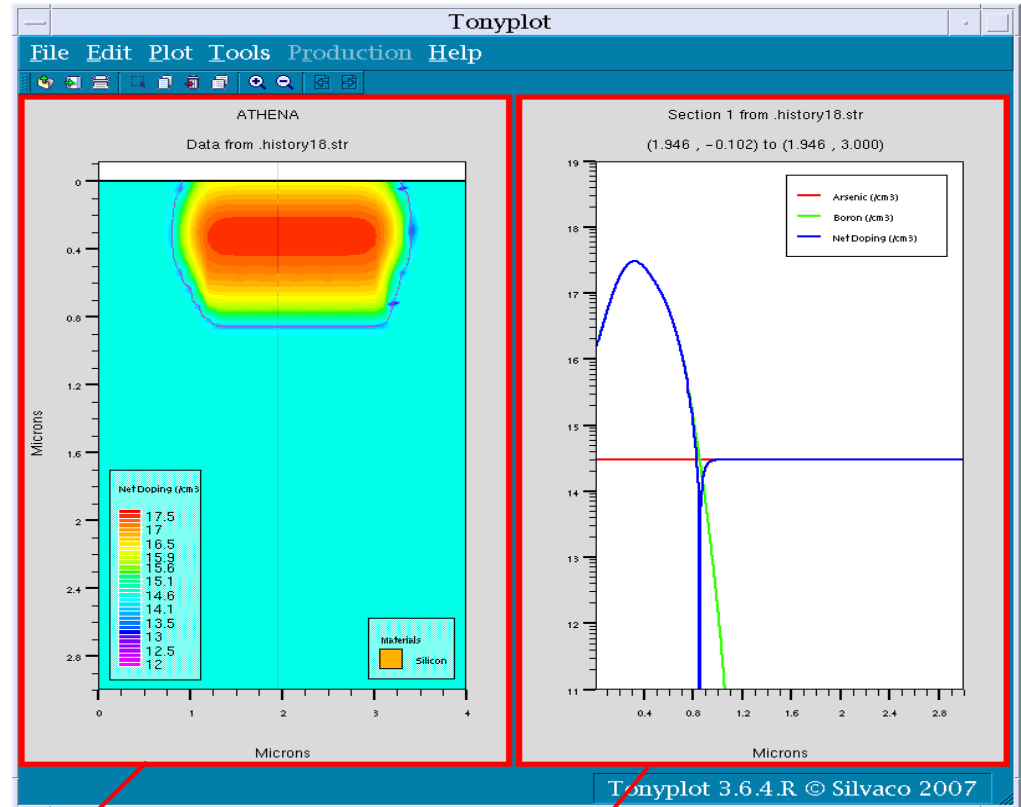 Tonyplot
File Edit Plot Tools Production Help
ATHENA
Data from .history18.str
0
0.4
0.8
1.2
1.6
2
2.4
2.8
Microns
Net Doping (/cm3
17.5
17
16.5
15.9
15.6
15.1
14.6
14.1
13.5
13
12.5
12
Materials
Silicon
0 1 2 3 4
Microns
Section 1 from .history18.str
(1.946 , -0.102) to (1.946 , 3.000)
19
18
17
16
15
14
13
12
11
Arsenic (/cm3)
Boron (/cm3)
Net Doping (/cm3)
0.4 0.8 1.2 1.6 2 2.4 2.8
Microns
Tonyplot 3.6.4.R © Silvaco 2007